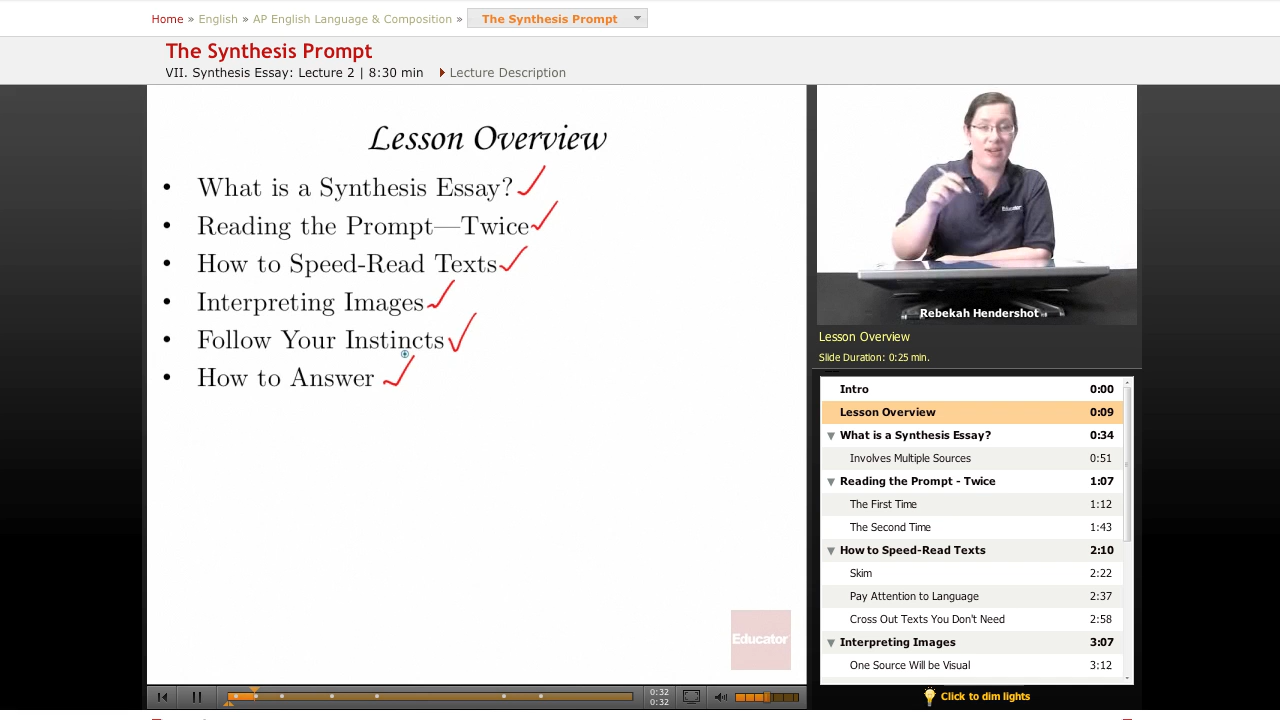 Home » English » AP English Language & Composition » The Synthesis Prompt
The Synthesis Prompt
VII. Synthesis Essay: Lecture 2 | 8:30 min Lecture Description
Lesson Overview
• What is a Synthesis Essay?
• Reading the Prompt—Twice
• How to Speed-Read Texts
• Interpreting Images
• Follow Your Instincts
• How to Answer
Educator
Educator
Rebekah Hendershot
Lesson Overview
Slide Duration: 0:25 min.
Intro 0:00
Lesson Overview 0:09
What is a Synthesis Essay? 0:34
Involves Multiple Sources 0:51
Reading the Prompt - Twice 1:07
The First Time 1:12
The Second Time 1:43
How to Speed-Read Texts 2:10
Skim 2:22
Pay Attention to Language 2:37
Cross Out Texts You Don't Need 2:58
Interpreting Images 3:07
One Source Will be Visual 3:12
0:32
0:32
Click to dim lights